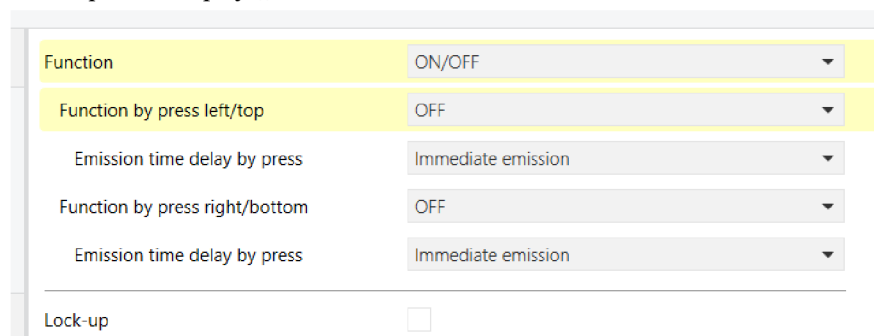 Function ON/OFF
Function by press left/top OFF
Emission time delay by press Immediate emission
Function by press right/bottom OFF
Emission time delay by press Immediate emission
Lock-up